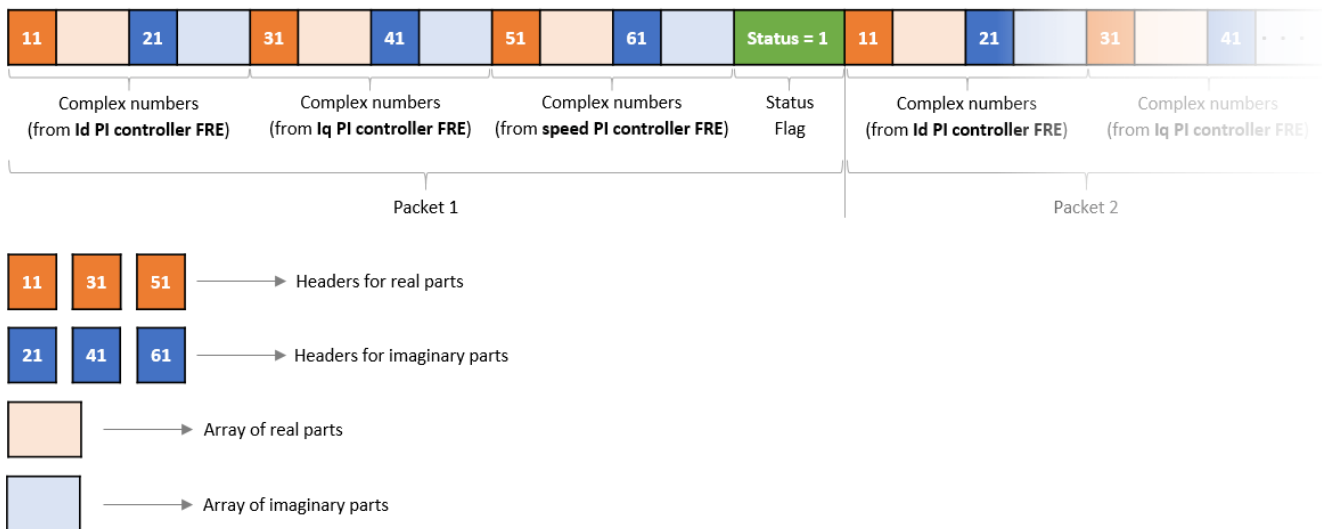 11 21 31 41 51 61 Status = 1 11 21 31 41 . . .
Complex numbers Complex numbers Complex numbers Status Complex numbers Complex numbers
(from Id PI controller FRE) (from Iq PI controller FRE) (from speed PI controller FRE) Flag (from Id PI controller FRE) (from Iq PI controller FRE)
Packet 1 Packet 2
11 31 51 Headers for real parts
21 41 61 Headers for imaginary parts
Array of real parts
Array of imaginary parts